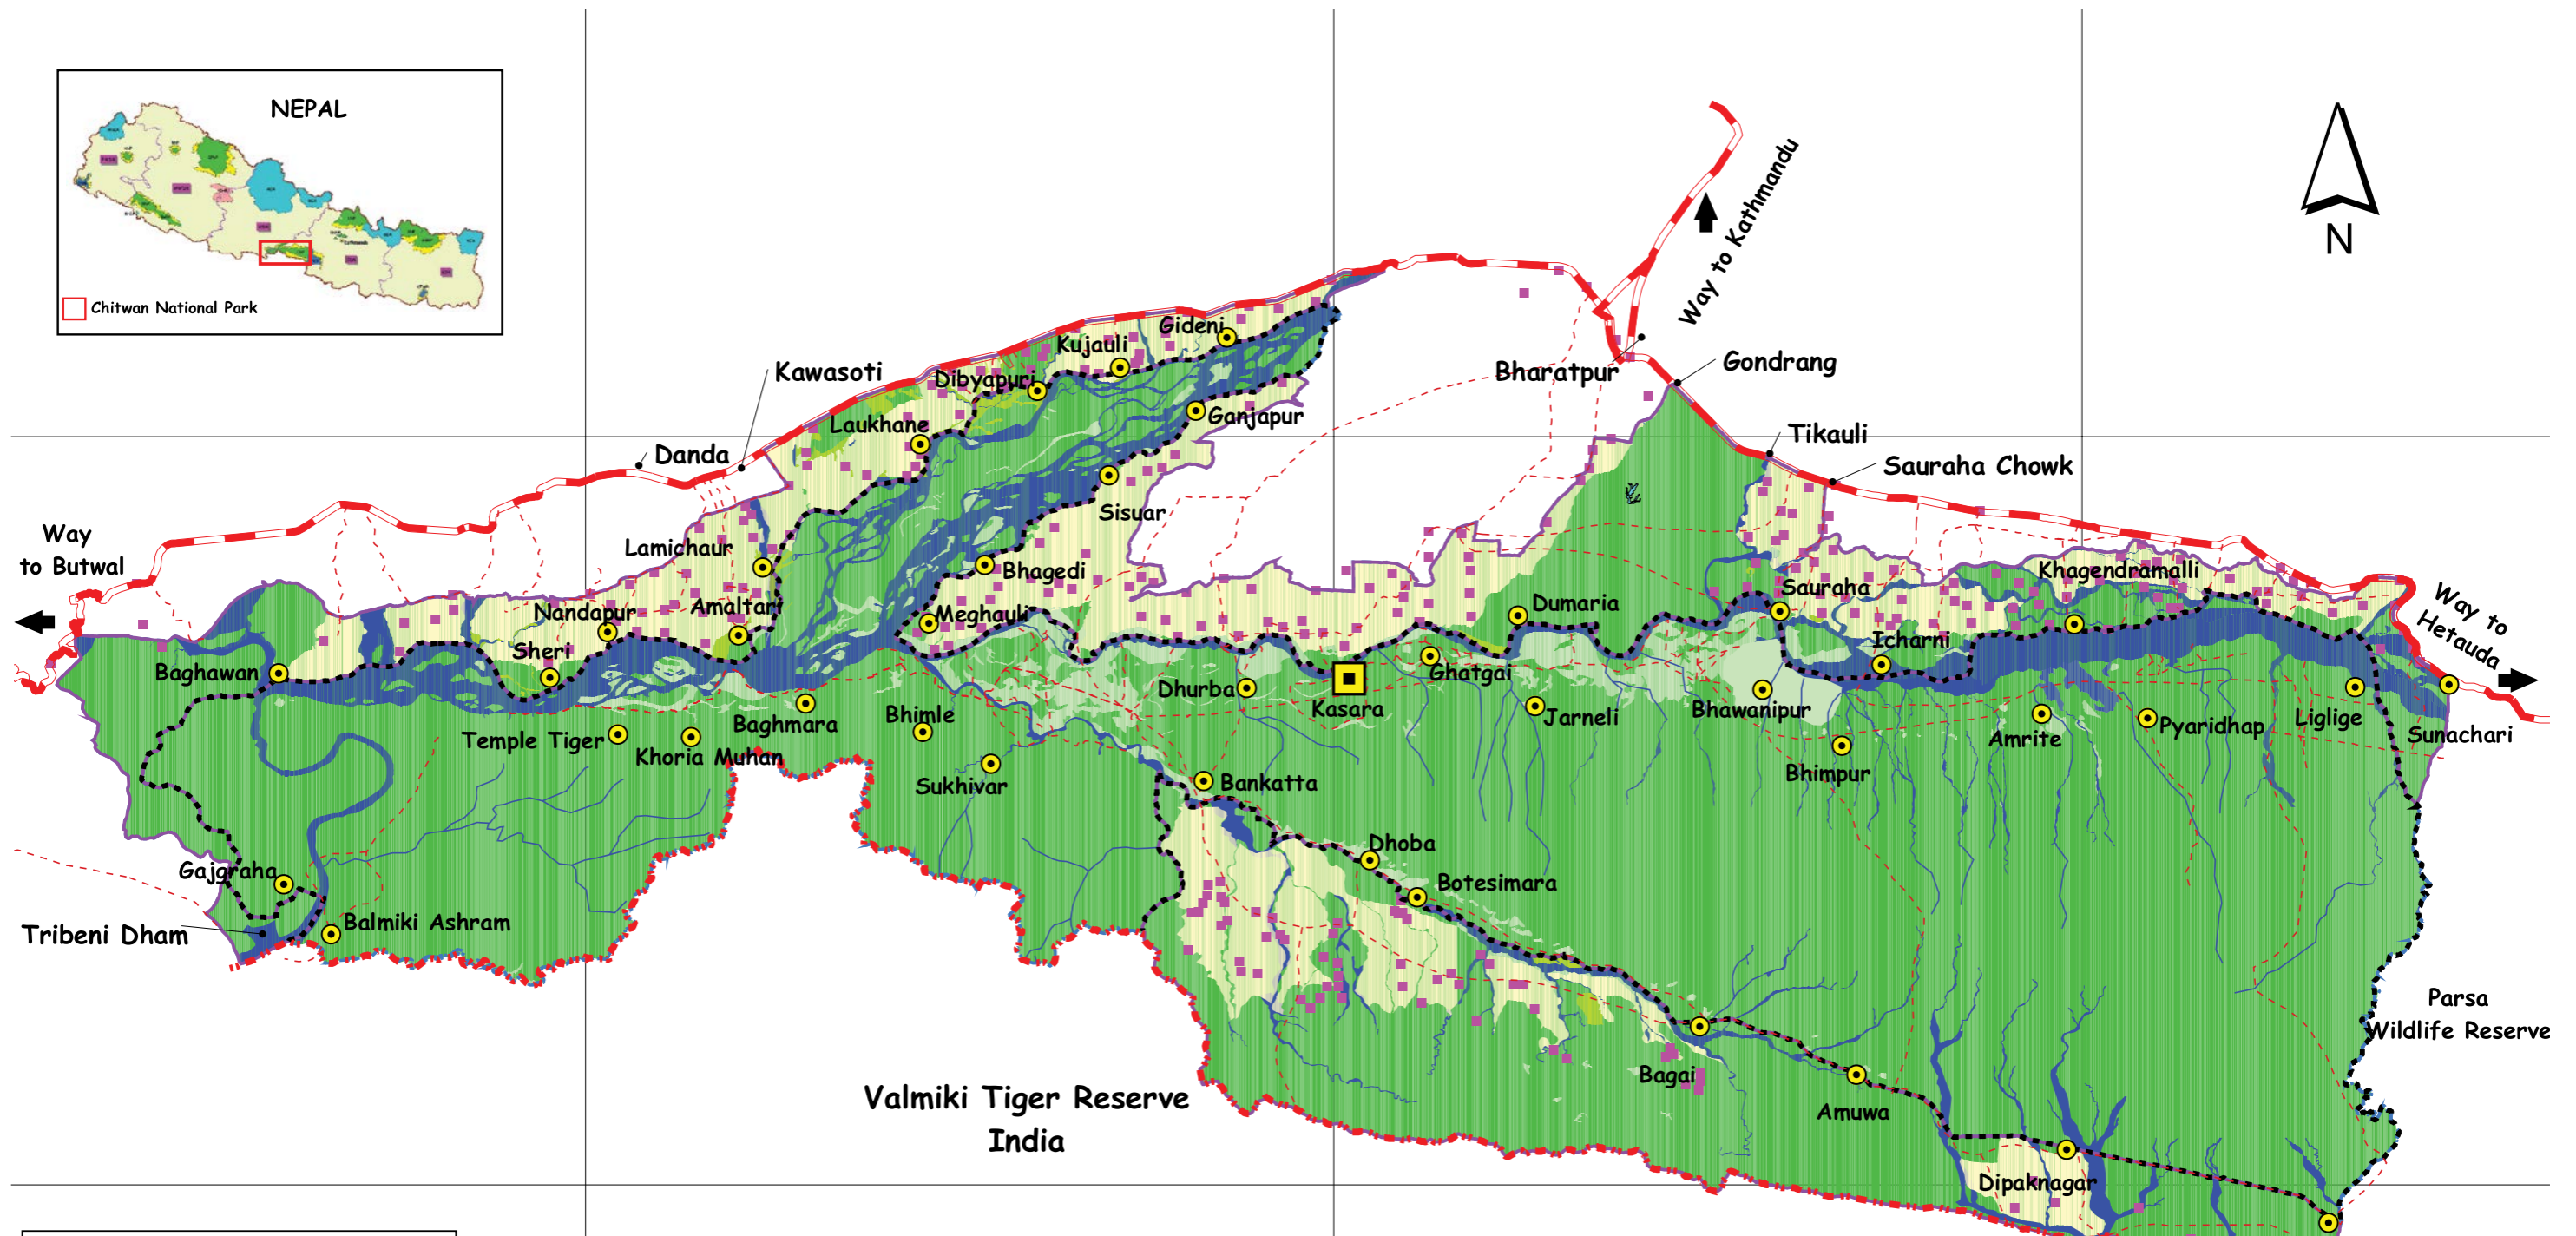 NEPAL
Chitwan National Park
N
Way to Kathmandu
Gideni
Kujauli
Dibyapuri
Kawasoti
Bharatpur
Gondrang
Ganjapur
Laukhane
Tikauli
Danda
Sauraha Chowk
Sisuar
Way
to Butwal
Lamichaur
Bhagedi
Khagendramalli
Sauraha
Nandapur
Amaltari
Meghauli
Dumaria
Way to
Hetauda
Icharni
Sheri
Baghawan
Ghatgai
Dhurba
Kasara
Bhawanipur
Jarneli
Baghmara
Bhimle
Temple Tiger
Khoria Muhan
Amrite
Pyaridhap
Liglige
Sunachari
Bhimpur
Sukhivar
Bankatta
Dhoba
Gajgraha
Botesimara
Balmiki Ashram
Tribeni Dham
Parsa
Wildlife Reserve
Bagai
Valmiki Tiger Reserve
India
Amuwa
Dipaknagar